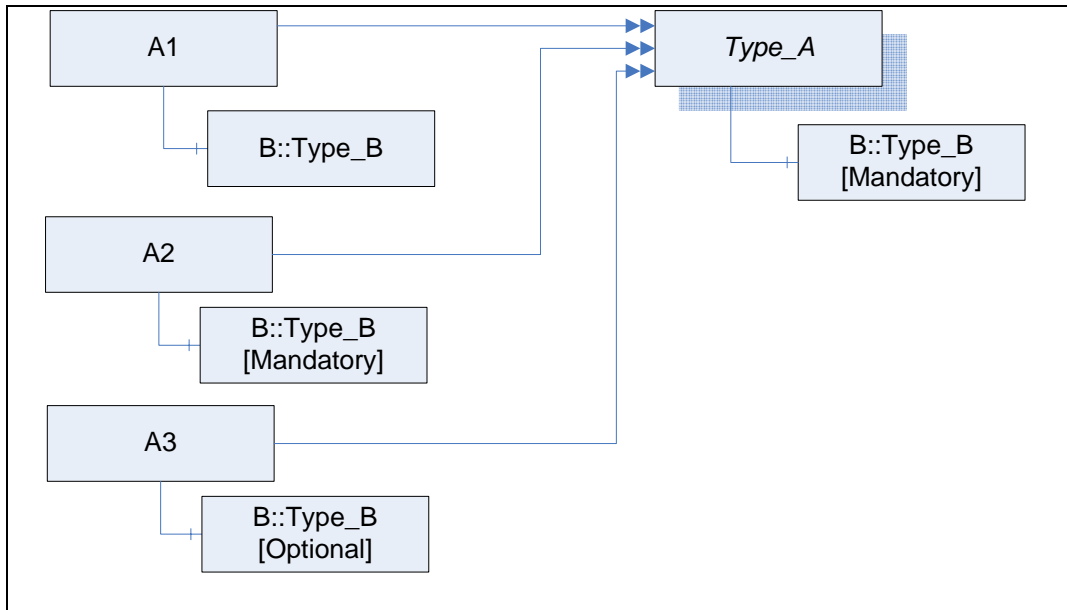 A1
Type_A
B::Type_B
B::Type_B
[Mandatory]
A2
B::Type_B
[Mandatory]
A3
B::Type_B
[Optional]